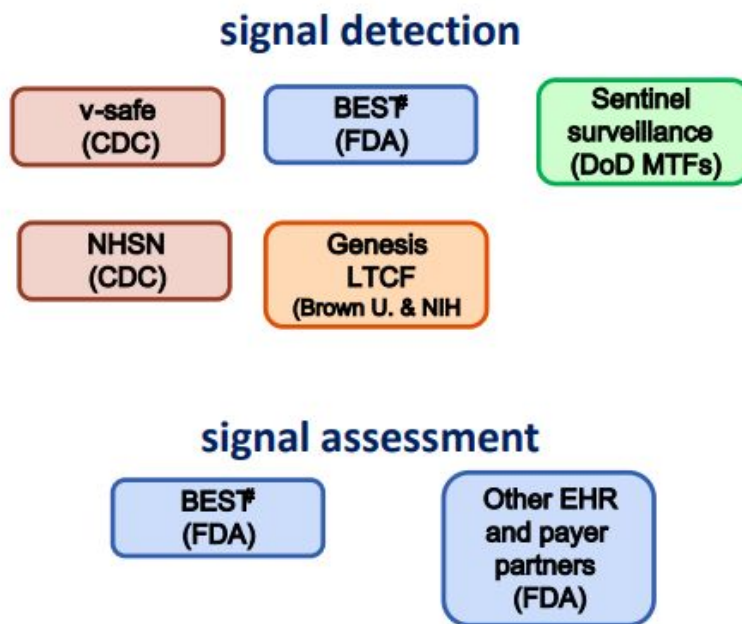 signal detection
v-safe
(CDC)
BEST#
(FDA)
Sentinel
surveillance
(DoD MTFs)
NHSN
(CDC)
Genesis
LTCF
(Brown U. & NIH
signal assessment
BEST#
(FDA)
Other EHR
and payer
partners
(FDA)